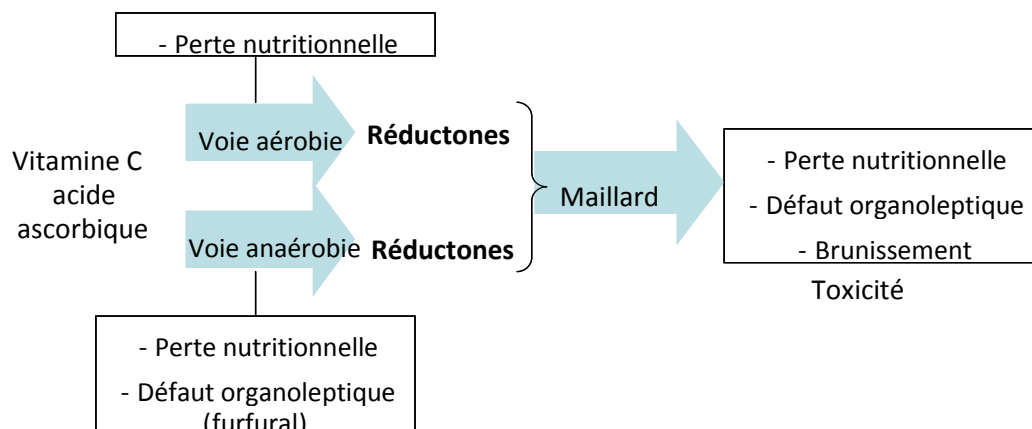 - Perte nutritionnelle
Vitamine C
acide
ascorbique
Voie aérobie
Réductones
Voie anaérobie
Réductones
Maillard
- Perte nutritionnelle
- Défaut organoleptique
- Brunissement
Toxicité
- Perte nutritionnelle
- Défaut organoleptique
(furfural)